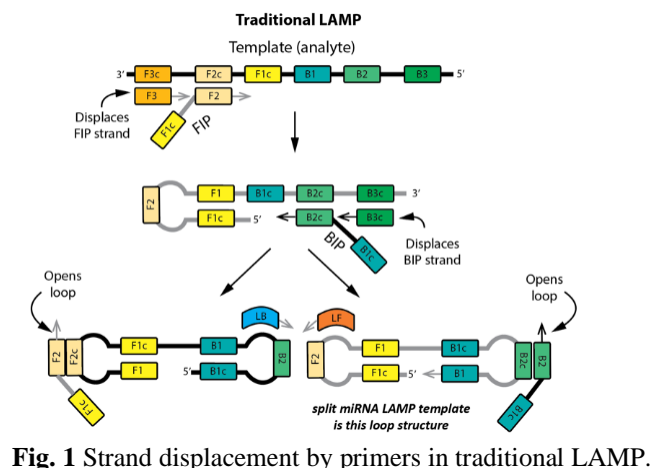 Traditional LAMP
Template (analyte)
3’ F3c F2c F1c B1 B2 B3 5’
F3 F2
Displaces
FIP strand
F1c FIP
F2 F1 B1c B2c B3c 3’
F1c 5’ B2c B3c
BIP B1c
Displaces
BIP strand
Opens
loop
Opens
loop
LB LF
F2 F2c F1c B1 B2
F1 5’ B1c
F1c
F2 F1 B1c B2c B2
F1c 5’ B1
B1c
split miRNA LAMP template
is this loop structure
Fig. 1 Strand displacement by primers in traditional LAMP.